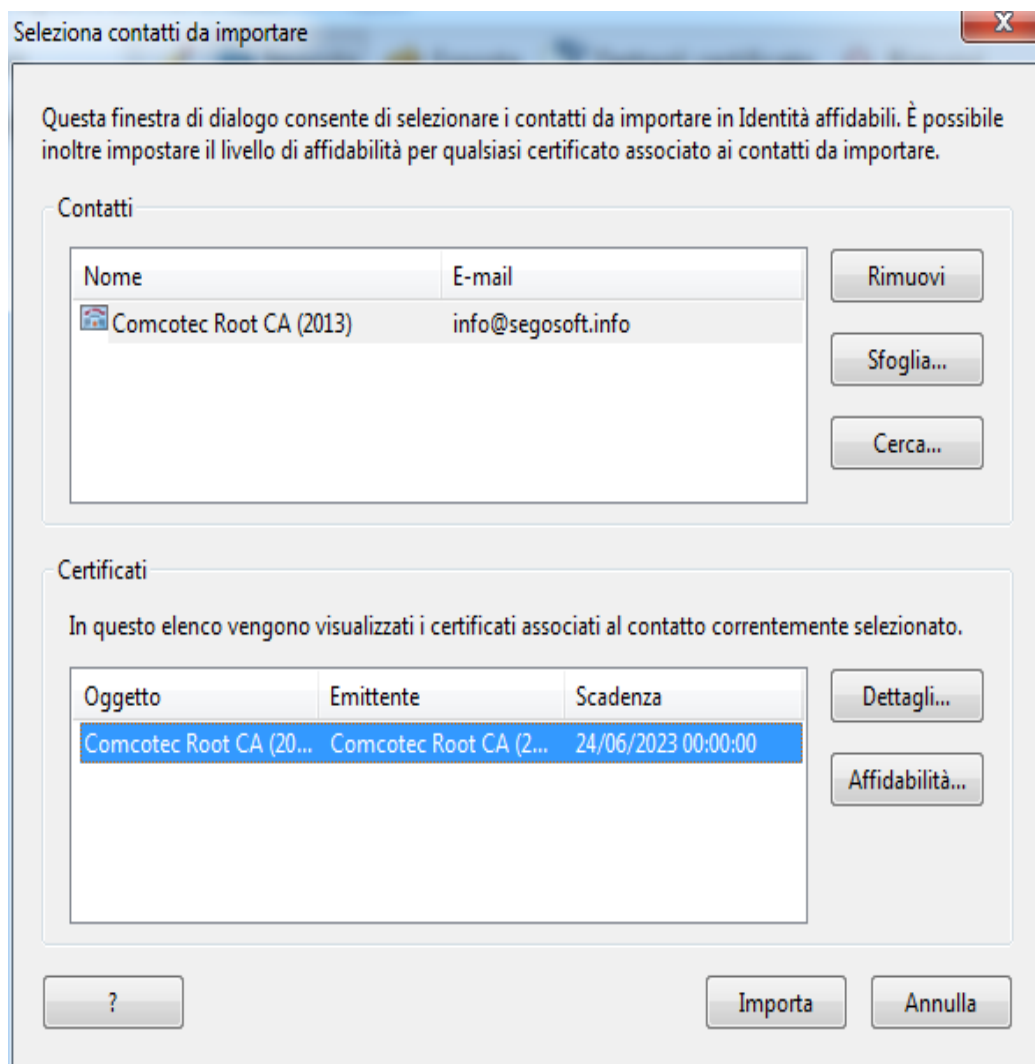 Seleziona contatti da importare
X
Questa finestra di dialogo consente di selezionare i contatti da importare in Identità affidabili. È possibile
inoltre impostare il livello di affidabilità per qualsiasi certificato associato ai contatti da importare.
Contatti
Nome E-mail
Comcotec Root CA (2013) info@segosoft.info
Rimuovi
Sfoglia...
Cerca...
Certificati
In questo elenco vengono visualizzati i certificati associati al contatto correntemente selezionato.
Oggetto Emittente Scadenza
Comcotec Root CA (20... Comcotec Root CA (2... 24/06/2023 00:00:00
Dettagli...
Affidabilità...
? Importa Annulla